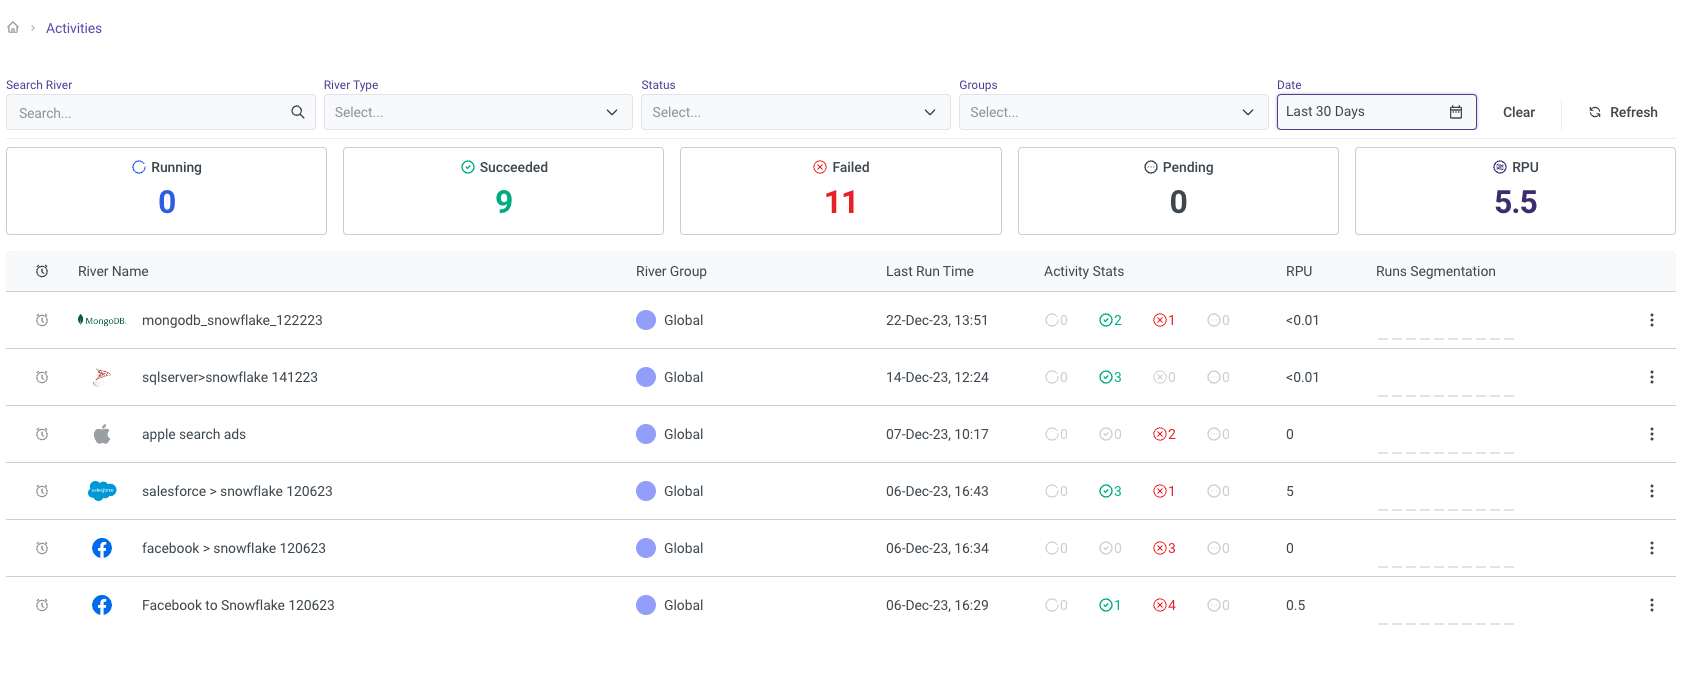 Activities
Search River River Type Status Groups Date
Search... Select... Select... Select... Last 30 Days Clear Refresh
Running Succeeded Failed Pending RPU
0 9 11 0 5.5
River Name River Group Last Run Time Activity Stats RPU Runs Segmentation
MongoDB. mongodb_snowflake_122223 Global 22-Dec-23, 13:51 0 2 1 0 <0.01
sqlserver>snowflake 141223 Global 14-Dec-23, 12:24 0 3 0 0 <0.01
apple search ads Global 07-Dec-23, 10:17 0 0 2 0 0
salesforce salesforce > snowflake 120623 Global 06-Dec-23, 16:43 0 3 1 0 5
facebook > snowflake 120623 Global 06-Dec-23, 16:34 0 0 3 0 0
Facebook to Snowflake 120623 Global 06-Dec-23, 16:29 0 1 4 0 0.5